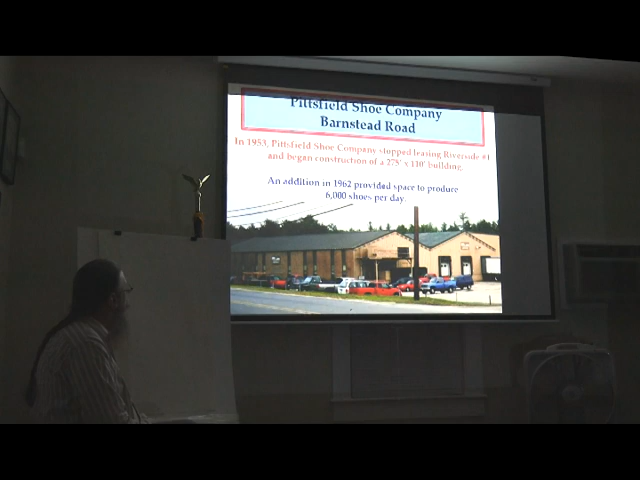 Pittsfield Shoe Company
Barnstead Road
In 1953, Pittsfield Shoe Company stopped leasing Riverside #1
and began construction of a 275' x 110' building.
An addition in 1962 provided space to produce
6,000 shoes per day.